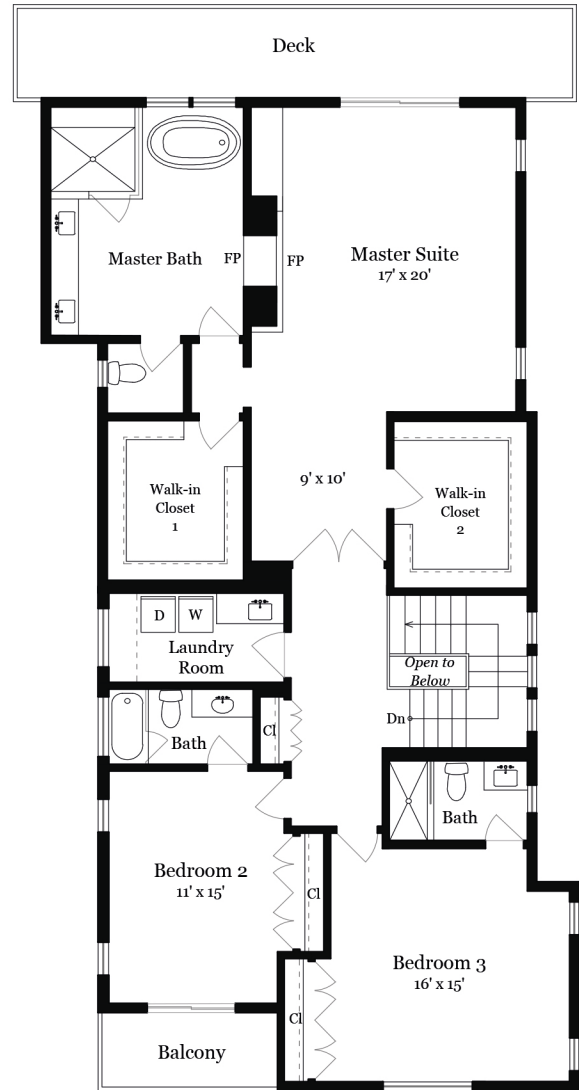 Deck
Master Bath
FP
FP
Master Suite
17' x 20'
9' x 10'
Walk-in
Closet
1
Walk-in
Closet
2
D
W
Laundry
Room
Open to
Below
Dn
Cl
Bath
Bath
Bedroom 2
11' x 15'
Cl
Bedroom 3
16' x 15'
Cl
Balcony